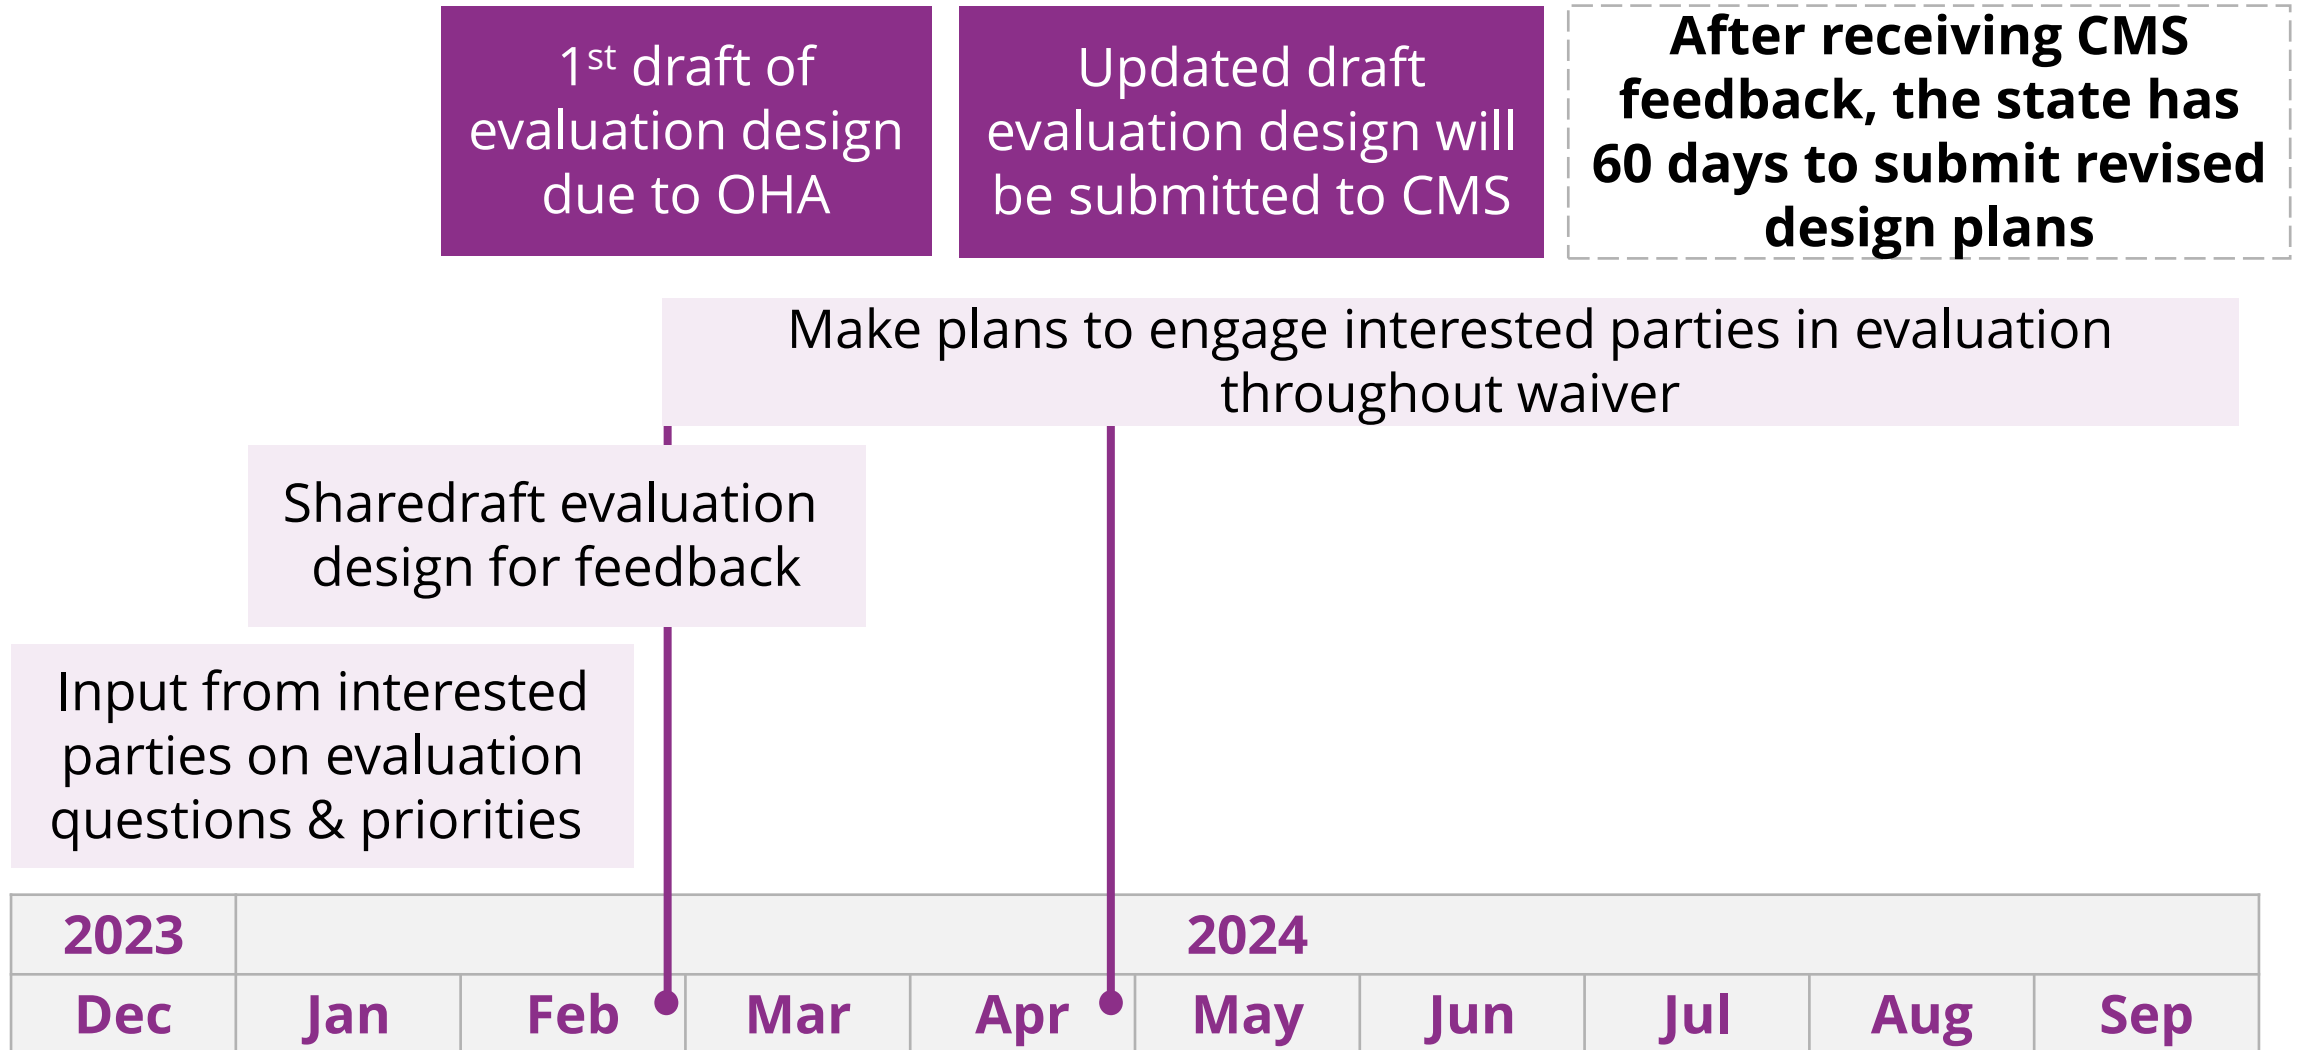 1st draft of
evaluation design
due to OHA
Updated draft
evaluation design will
be submitted to CMS
After receiving CMS
feedback, the state has
60 days to submit revised
design plans
Make plans to engage interested parties in evaluation
throughout waiver
Sharedraft evaluation
design for feedback
Input from interested
parties on evaluation
questions & priorities
2023 2024
Dec Jan Feb Mar Apr May Jun Jul Aug Sep